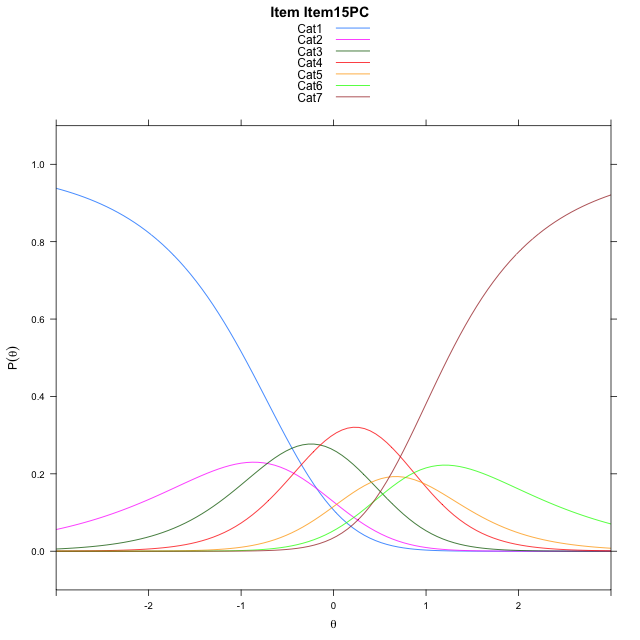 Item Item15PC
Cat1
Cat2
Cat3
Cat4
Cat5
Cat6
Cat7
1.0
0.8
0.6
0.4
0.2
0.0
P(θ)
-2 -1 0 1 2
θ